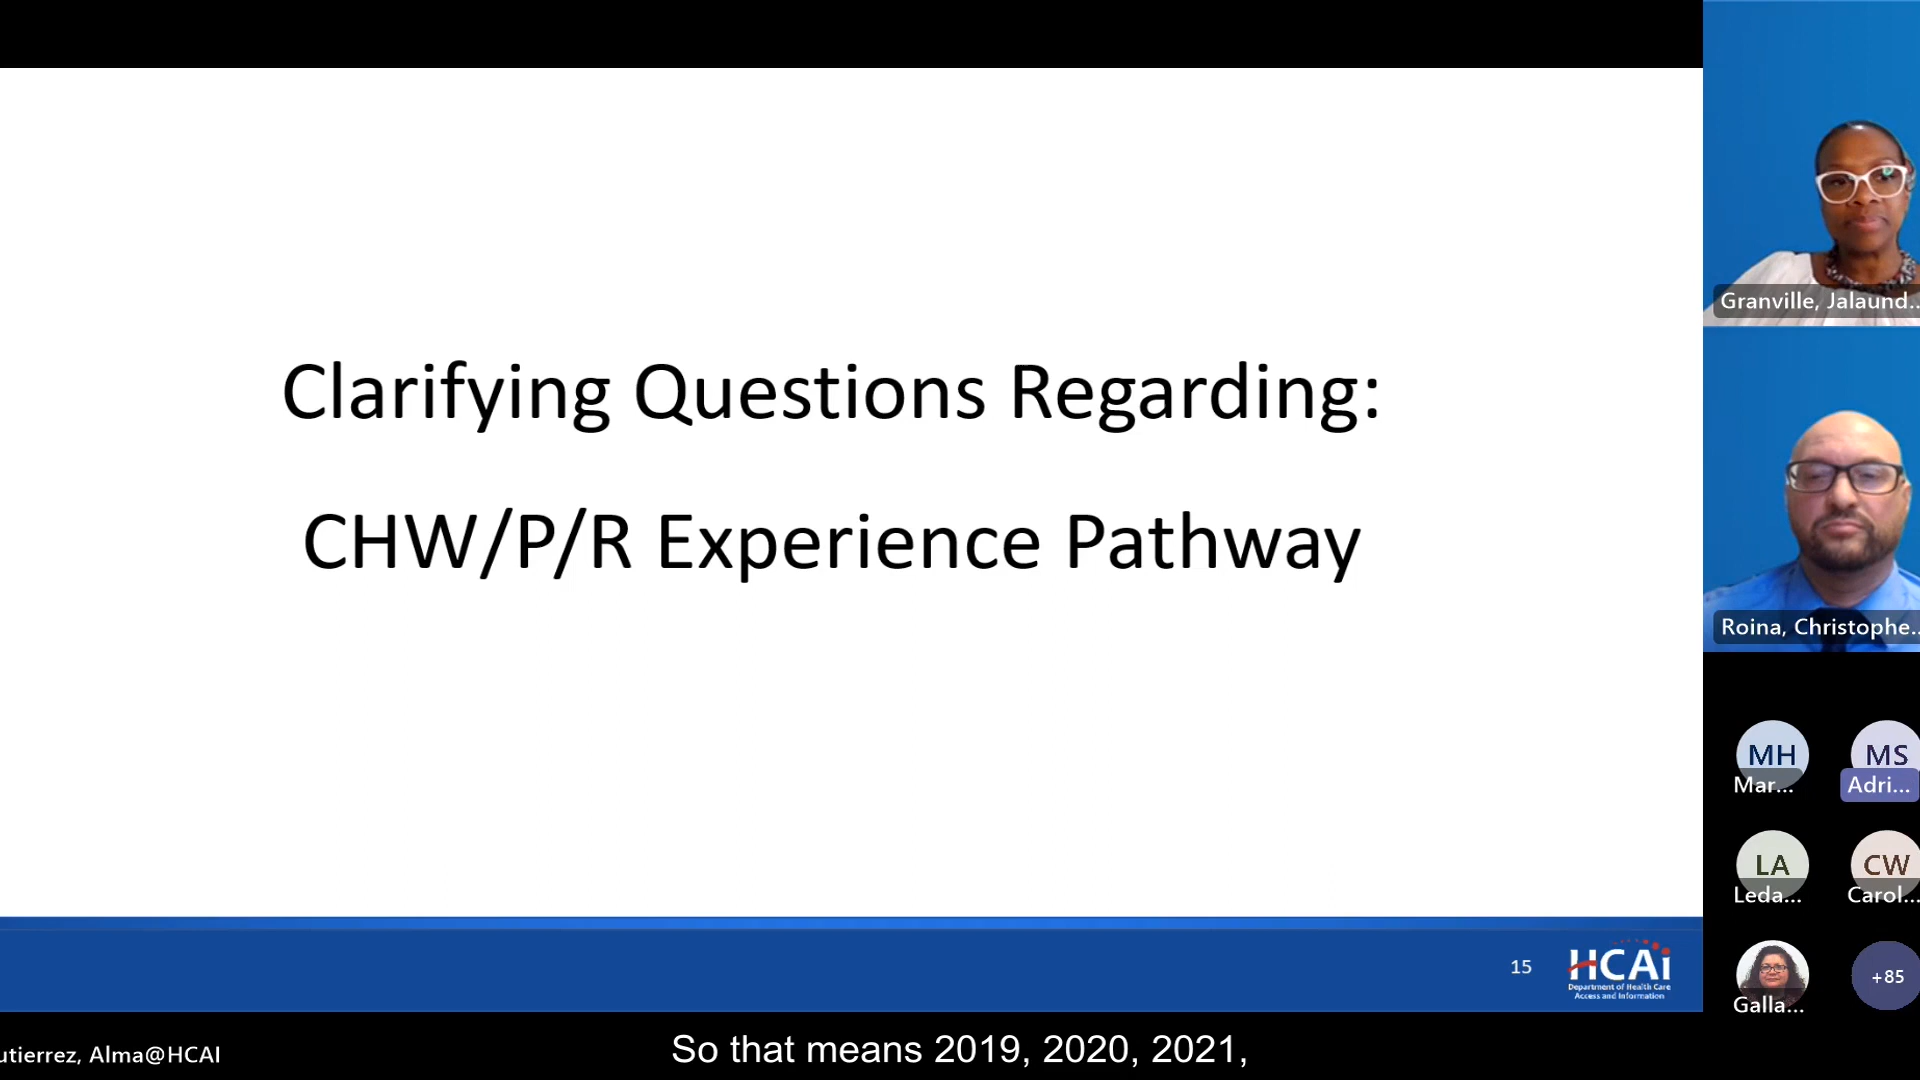 Clarifying Questions Regarding:
CHW/P/R Experience Pathway
15
HCAi
Department of Health Care
Access and Information
Granville, Jalaund...
Roina, Christophe...
MH
Mar...
MS
Adri...
LA
Leda...
CW
Carol...
Galla...
+85
utierrez, Alma@HCAI
So that means 2019, 2020, 2021,